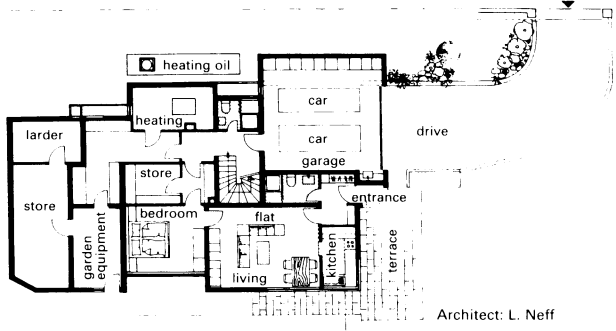 heating oil
heating
car
larder
car
drive
garage
store
entrance
store
bedroom
flat
garden
equipment
living
kitchen
terrace
Architect: L. Neff